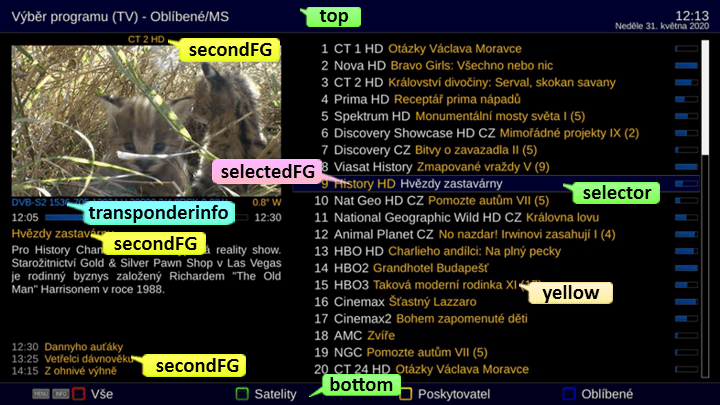 Výběr programu (TV) - Oblíbené/MS
top
12:13
Neděle 31. května 2020
CT 2 HD
secondFG
1 CT 1 HD Otázky Václava Moravce
2 Nova HD Bravo Girls: Všechno nebo nic
3 CT 2 HD Království divočiny: Serval, skokan savany
4 Prima HD Receptář prima nápadů
5 Spektrum HD Monumentální mosty světa I (5)
6 Discovery Showcase HD CZ Mimořádné projekty IX (2)
7 Discovery CZ Bitvy o zavazadla II (5)
8 Viasat History Zmapované vraždy V (9)
selectedFG
9 History HD Hvězdy zastavárny
selector
10 Nat Geo HD CZ Pomozte autům VII (5)
11 National Geographic Wild HD CZ Královna lovu
12 Animal Planet CZ No nazdar! Irwinovi zasahují I (4)
13 HBO HD Charlieho andílci: Na plný pecky
14 HBO2 Grandhotel Budapešť
15 HBO3 Taková moderní rodinka XI
yellow
16 Cinemax Šťastný Lazzaro
17 Cinemax2 Bohem zapomenuté děti
18 AMC Zvíře
19 NGC Pomozte autům VII (5)
20 CT 24 HD Otázky Václava Moravce
DVB-S2 0.8° W
transponderinfo
12:05 12:30
Hvězdy zastavárny
secondFG
Pro History reality show.
Starožitnictví Gold & Silver Pawn Shop v Las Vegas
je rodinný byznys založený Richardem "The Old
Man" Harrisonem v roce 1988.
12:30 Dannyho auťáky
13:25 Vetřelci dávnověku
14:15 Z ohnivé výhně
secondFG
bottom
MENU INFO Vše Satelity Poskytovatel Oblíbené